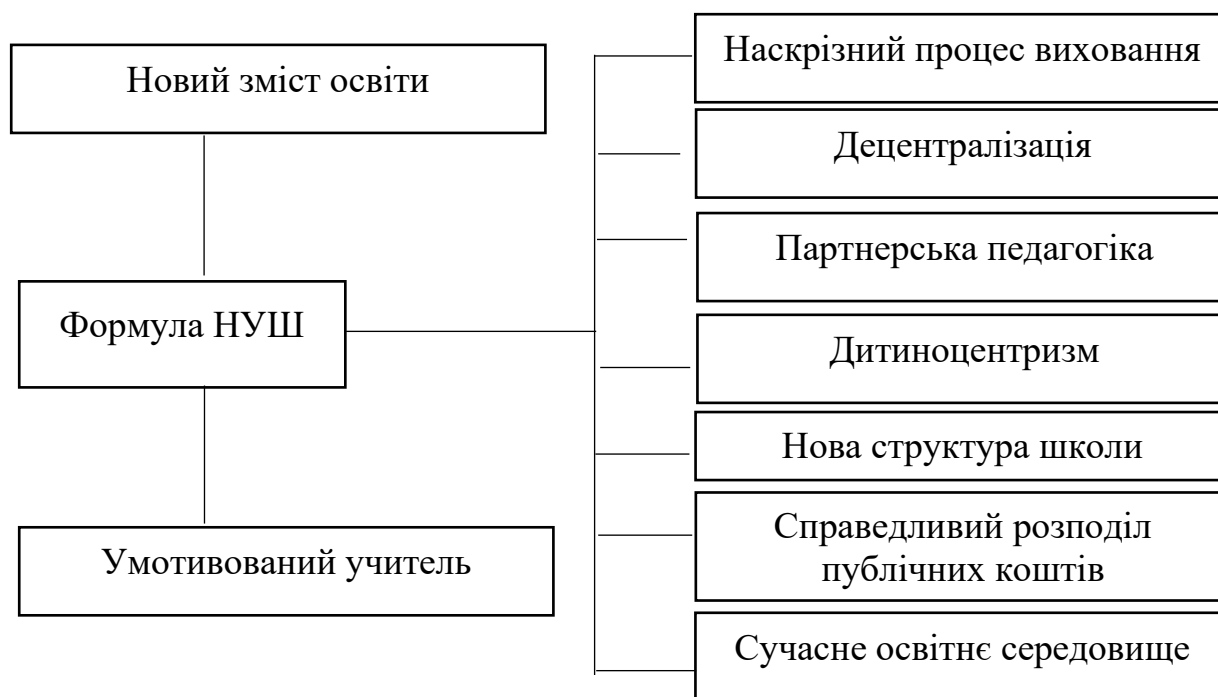 Новий зміст освіти
Формула НУШ
Умотивований учитель
Наскрізний процес виховання
Децентралізація
Партнерська педагогіка
Дитиноцентризм
Нова структура школи
Справедливий розподіл
публічних коштів
Сучасне освітнє середовище